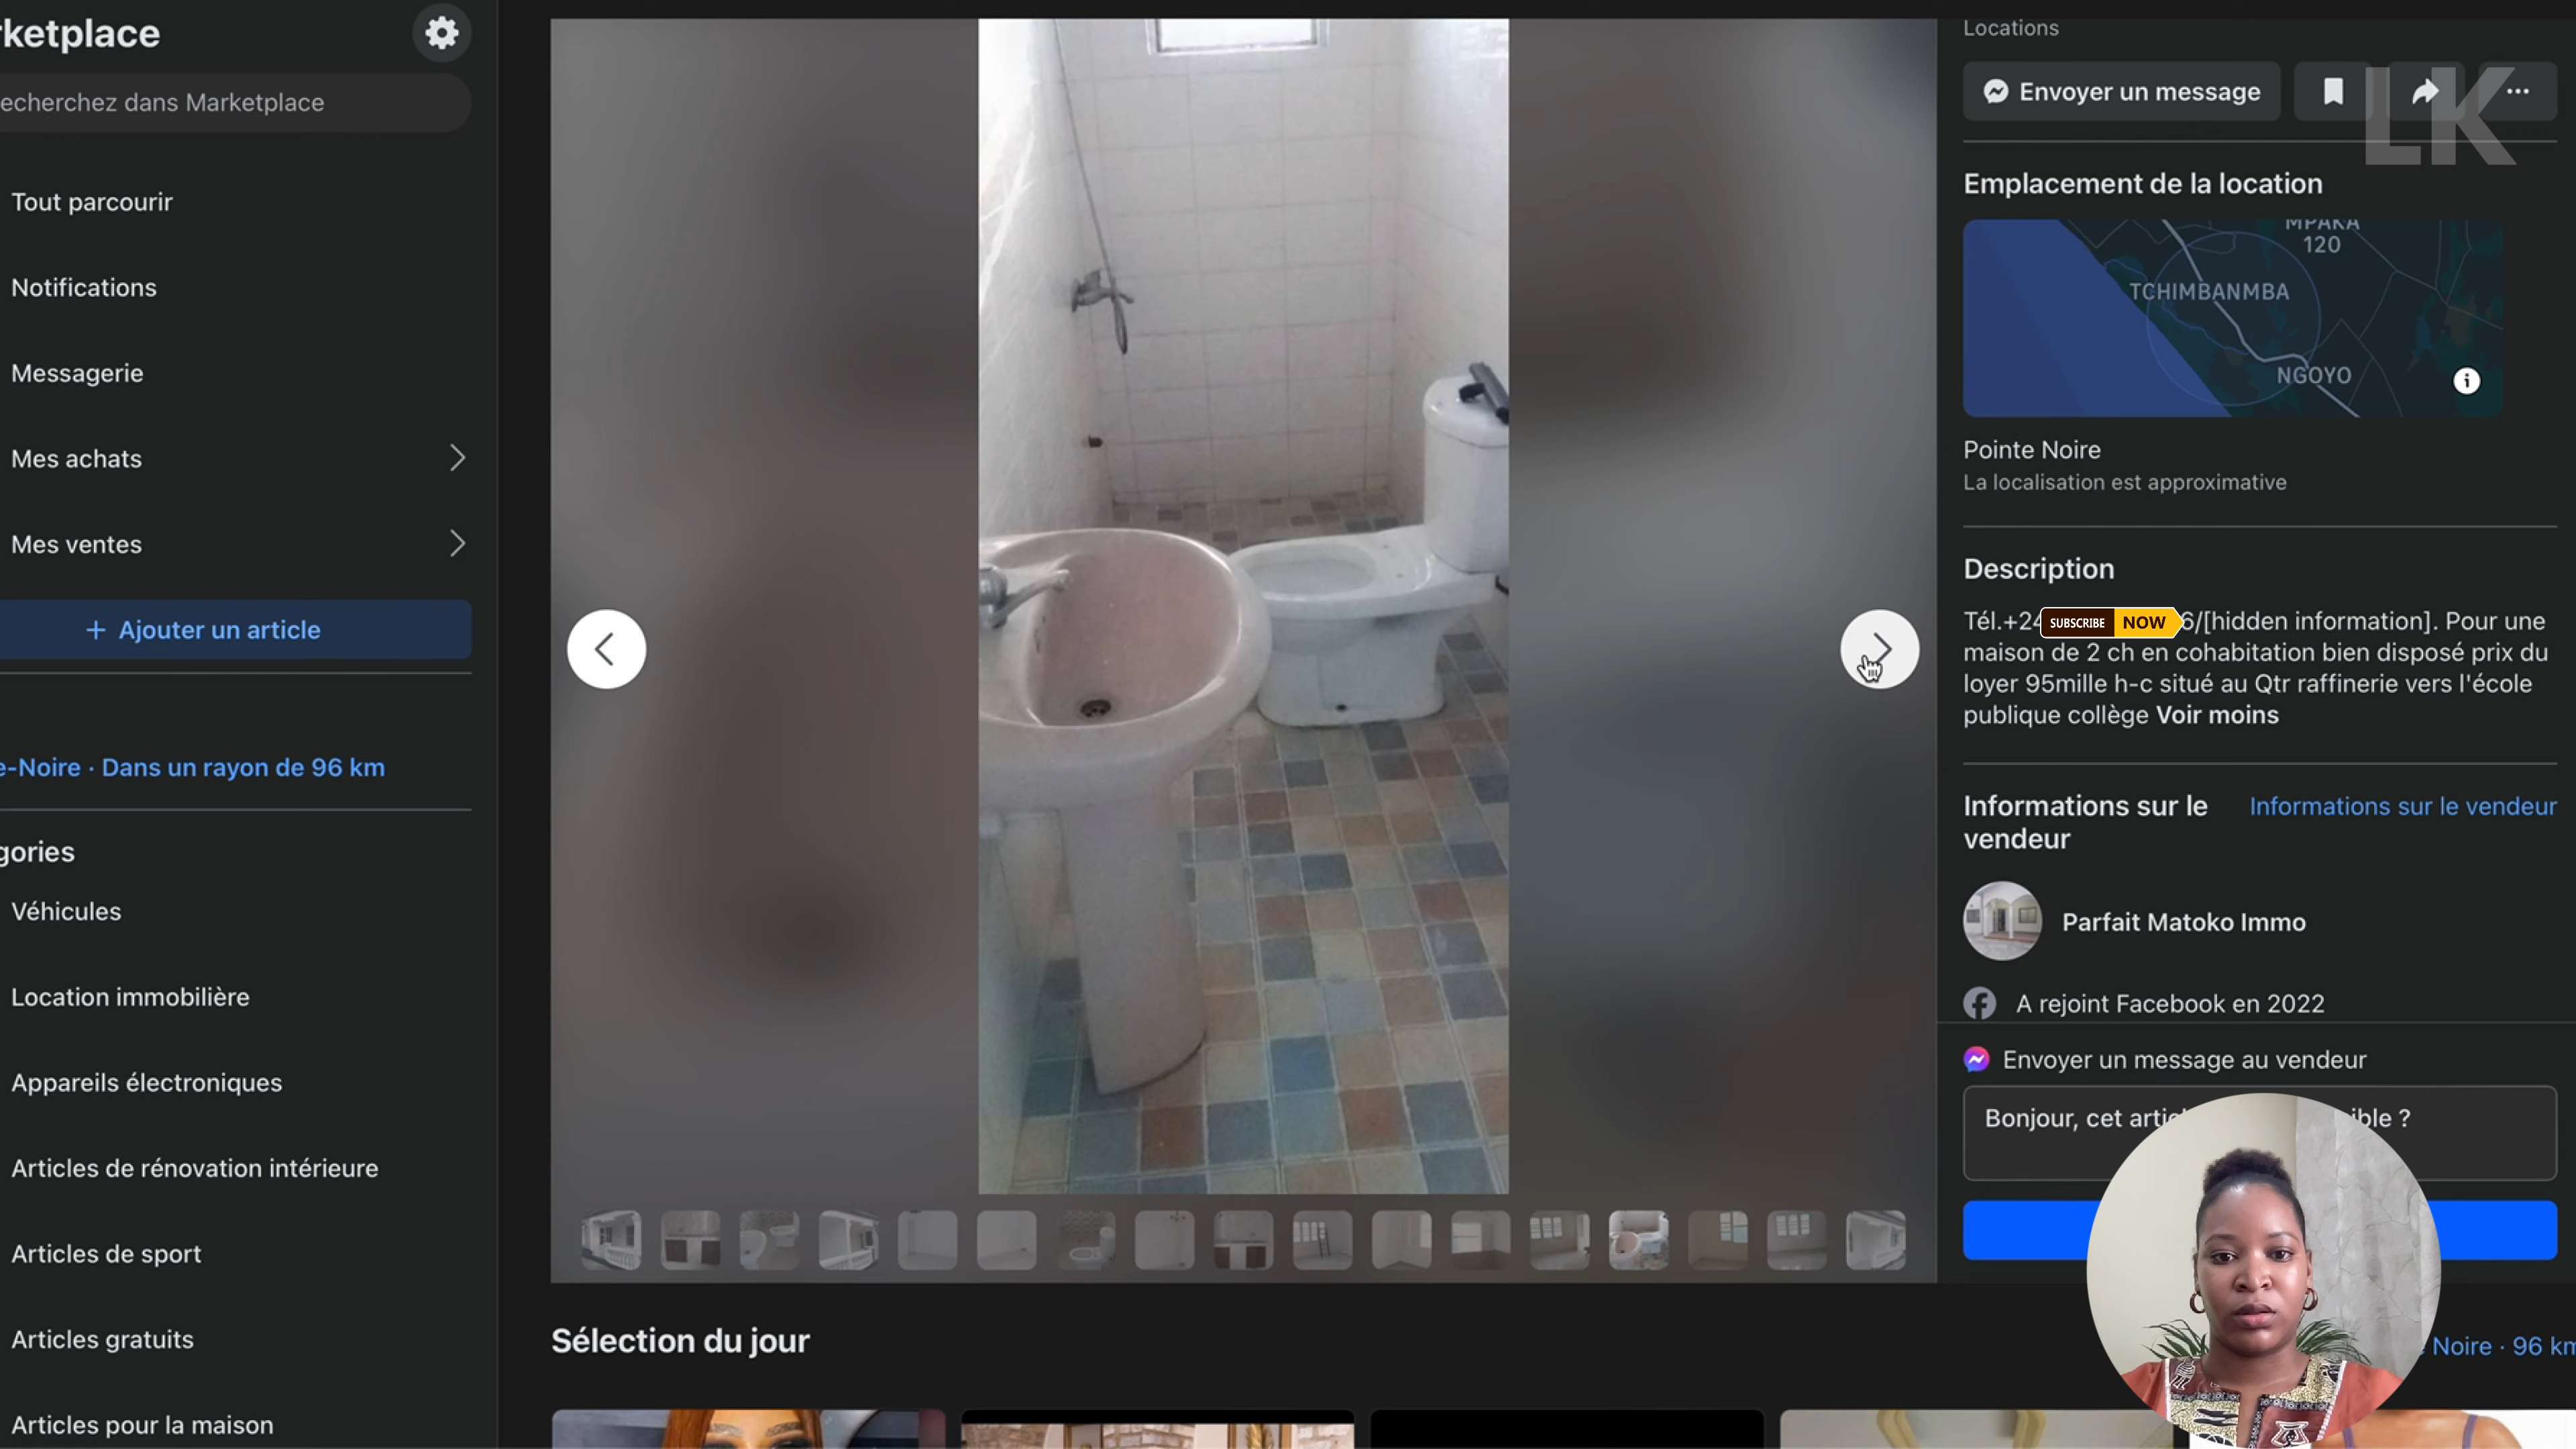 rketplace
echerchez dans Marketplace
Tout parcourir
Notifications
Messagerie
Mes achats
Mes ventes
+ Ajouter un article
e-Noire · Dans un rayon de 96 km
gories
Véhicules
Location immobilière
Appareils électroniques
Articles de rénovation intérieure
Articles de sport
Articles gratuits
Articles pour la maison
Sélection du jour
Locations
Envoyer un message
LK
Emplacement de la location
MPAKA
120
TCHIMBANMBA
NGOYO
Pointe Noire
La localisation est approximative
Description
Tél.+24 SUBSCRIBE NOW 6/[hidden information]. Pour une
maison de 2 ch en cohabitation bien disposé prix du
loyer 95mille h-c situé au Qtr raffinerie vers l'école
publique collège Voir moins
Informations sur le
vendeur
Informations sur le vendeur
Parfait Matoko Immo
A rejoint Facebook en 2022
Envoyer un message au vendeur
Bonjour, cet artic ible ?
Noire · 96 km